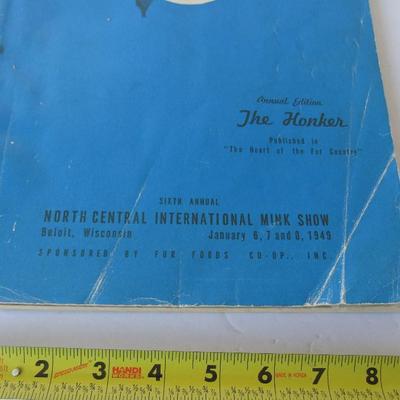 Annual Edition
The Honker
Published in
"The Heart of the Fur Country"
SIXTH ANNUAL
NORTH CENTRAL INTERNATIONAL MINK SHOW
Beloit, Wisconsin January 6, 7 and 8, 1949
SPONSORED BY FUR FOODS CO-OP., INC.
2 3 HANDI WORKS 4 5 6 7 8